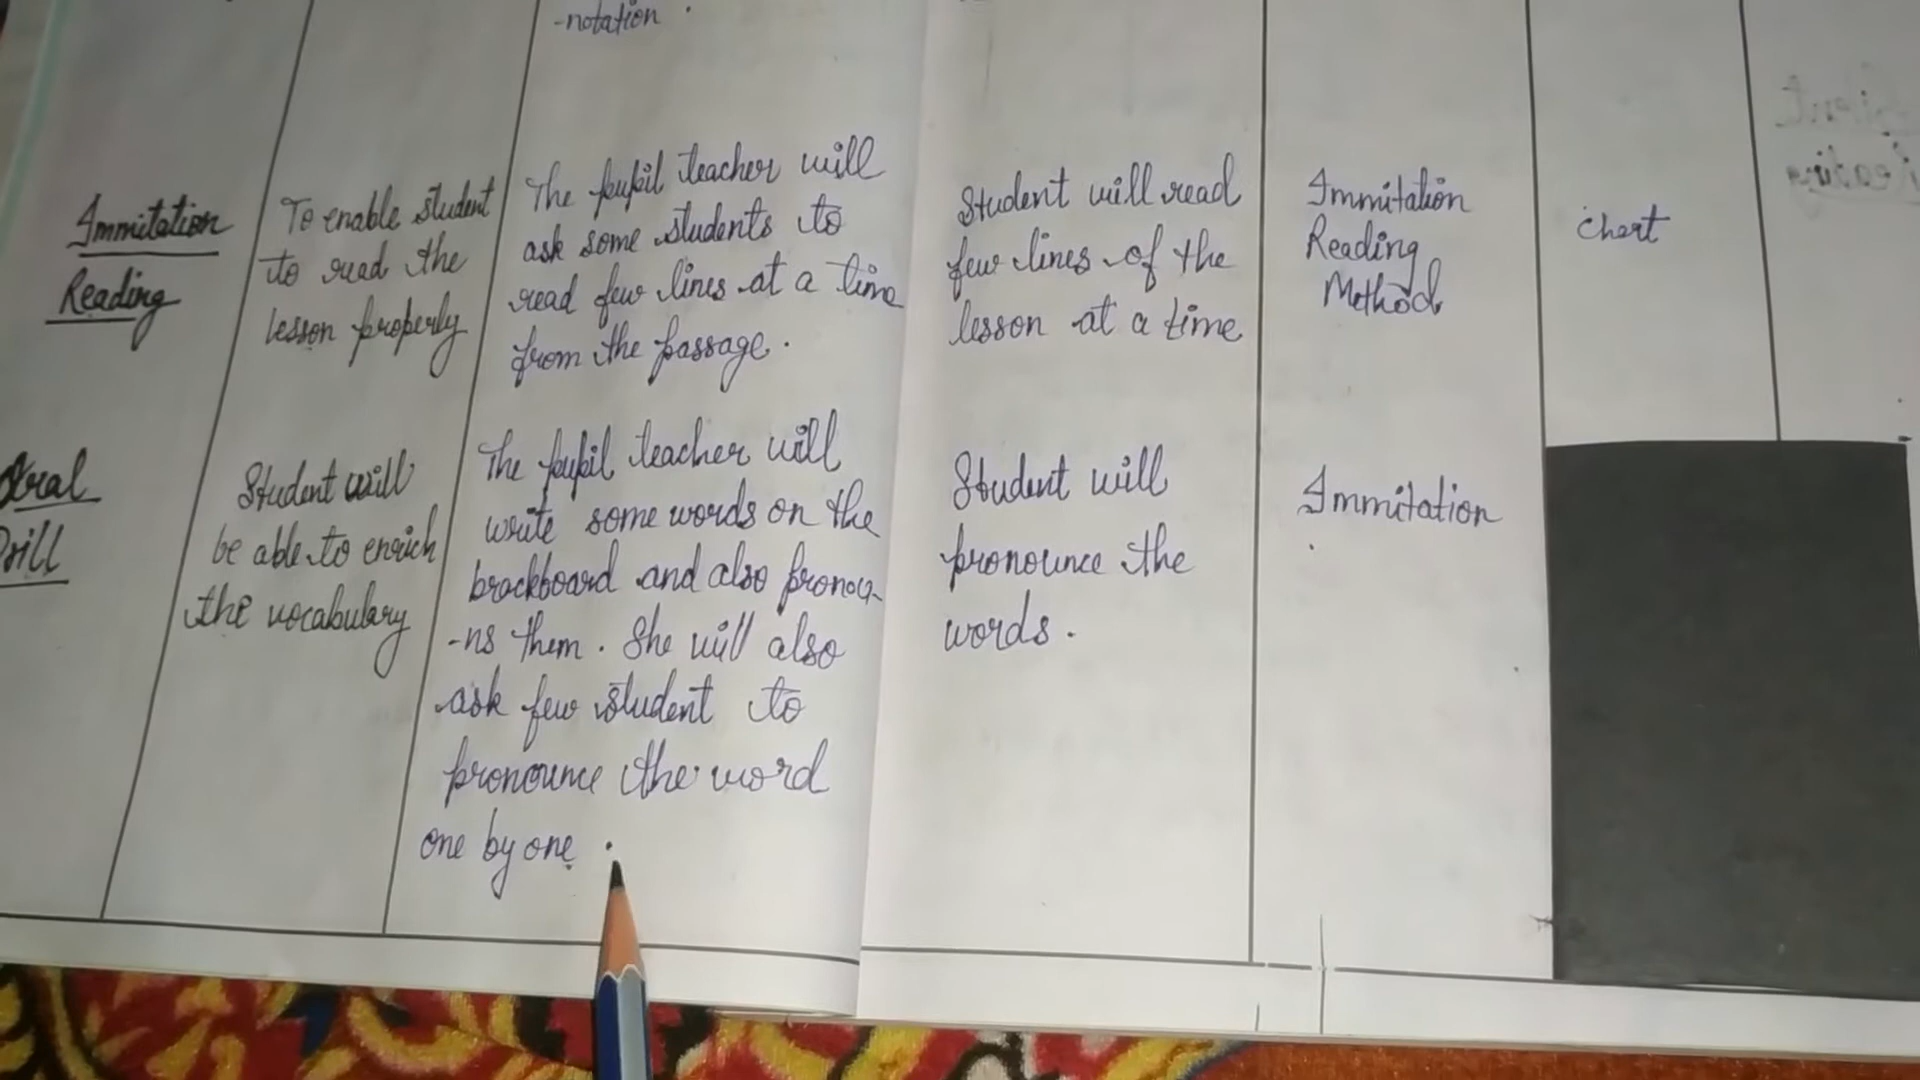 -notation .
Immitation
Reading
To enable student
to read the
lesson properly
The pupil teacher will
ask some students to
read few lines at a time
from the passage.
Student will read
few lines of the
lesson at a time
Immitation
Reading
Method
chart
Oral
Drill
Student will
be able to enrich
the vocabulary
The pupil teacher will
write some words on the
brackboard and also pronou-
-ns them. She will also
ask few student to
pronounce the word
one by one .
Student will
pronounce the
words.
Immitation